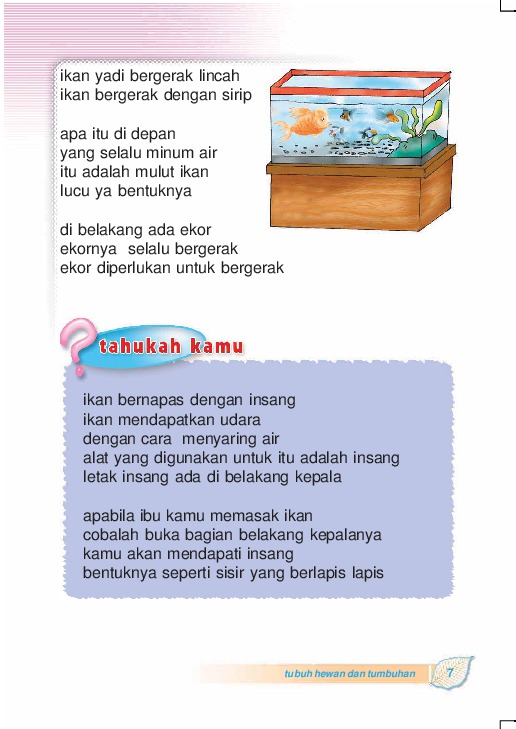 ikan yadi bergerak lincah
ikan bergerak dengan sirip
apa itu di depan
yang selalu minum air
itu adalah mulut ikan
lucu ya bentuknya
di belakang ada ekor
ekornya selalu bergerak
ekor diperlukan untuk bergerak
? tahukah kamu
ikan bernapas dengan insang
ikan mendapatkan udara
dengan cara menyaring air
alat yang digunakan untuk itu adalah insang
letak insang ada di belakang kepala
apabila ibu kamu memasak ikan
cobalah buka bagian belakang kepalanya
kamu akan mendapati insang
bentuknya seperti sisir yang berlapis lapis
tubuh hewan dan tumbuhan 7